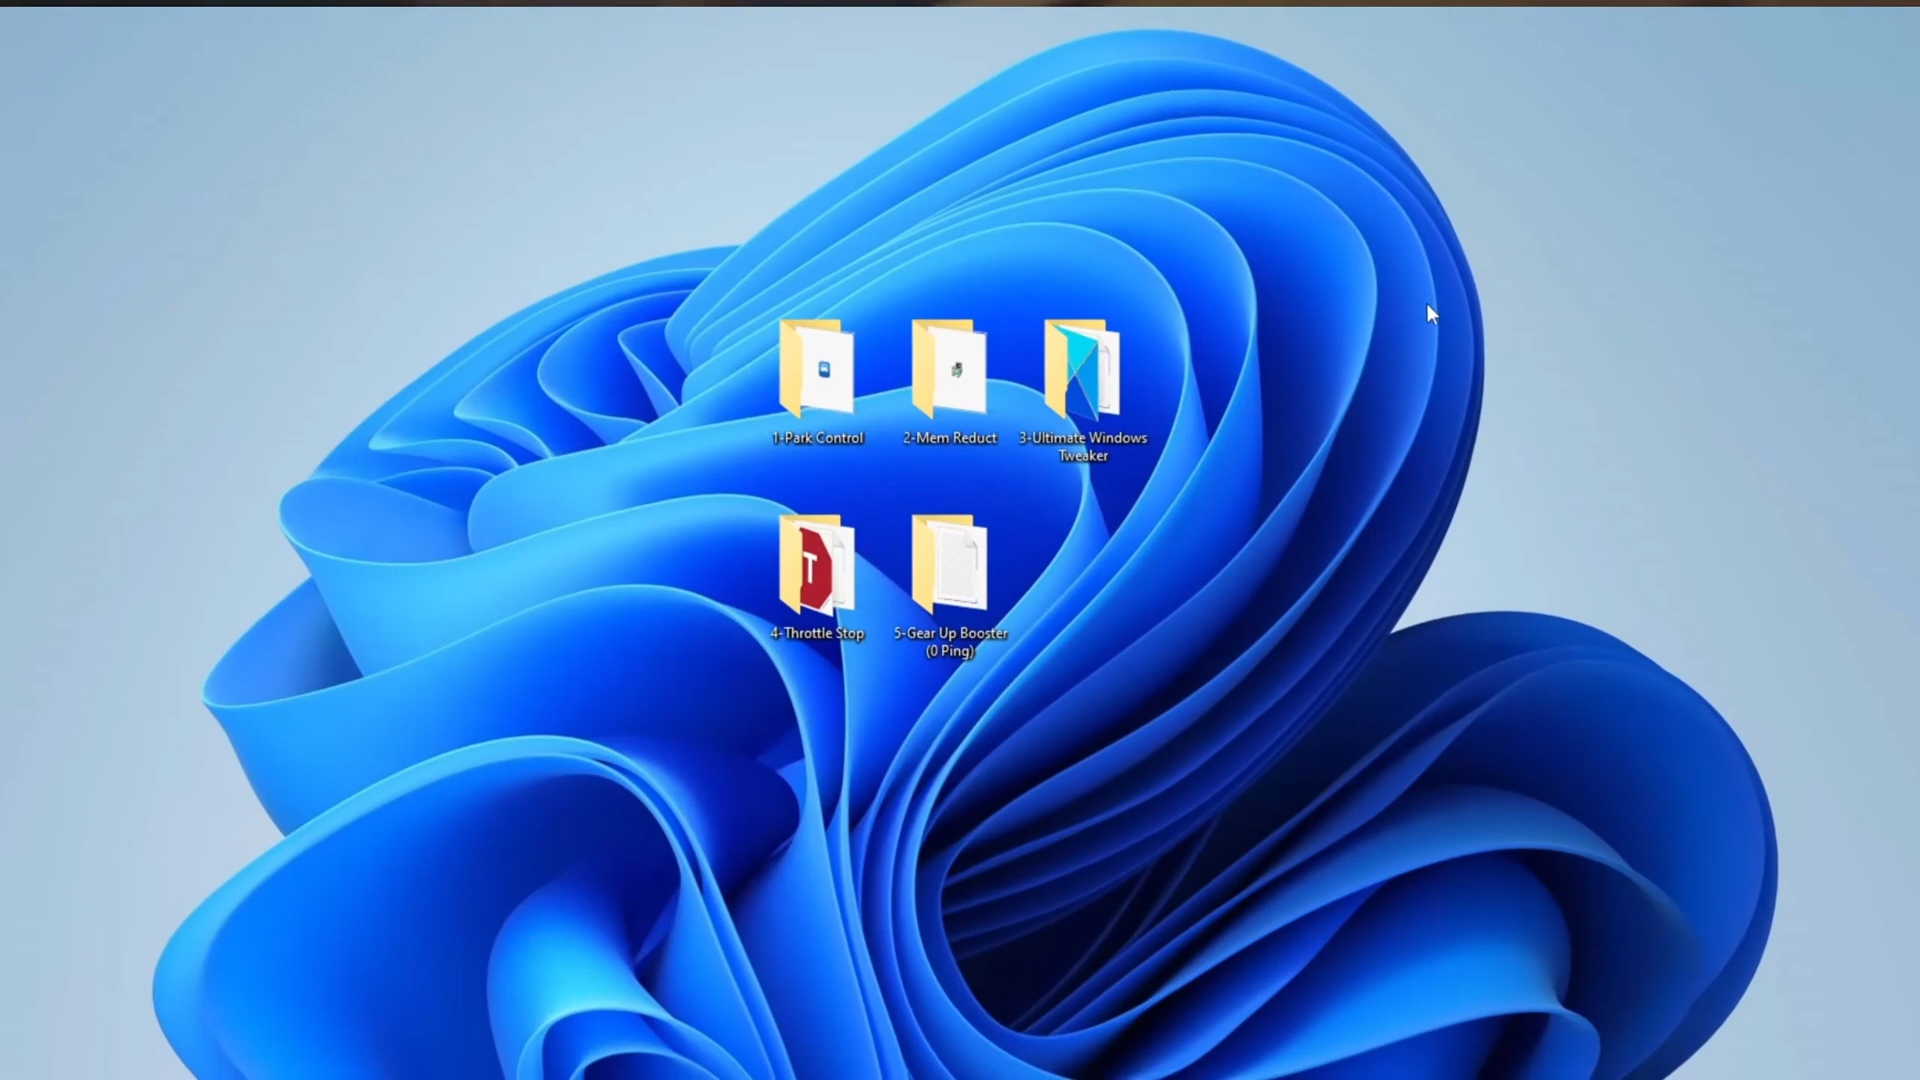 1-Park Control
2-Mem Reduct
3-Ultimate Windows
Tweaker
T
4-Throttle Stop
5-Gear Up Booster
(0 Ping)